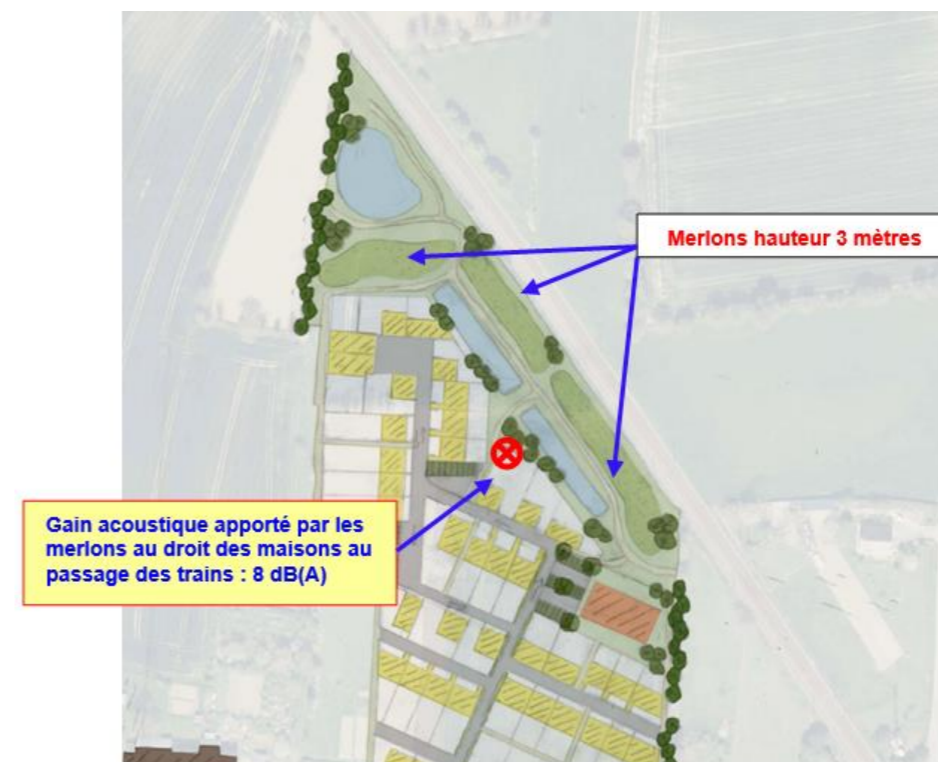 Merlons hauteur 3 mètres
Gain acoustique apporté par les
merlons au droit des maisons au
passage des trains : 8 dB(A)